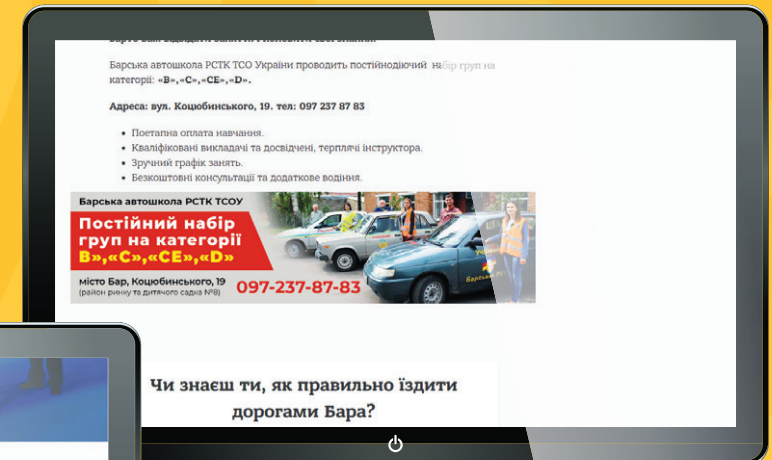 Барська автошкола РСТК ТСО України проводить постійнодіючий набір груп на
категорії: «В»,«С»,«СЕ»,«D».
Адреса: вул. Коцюбинського, 19. тел: 097 237 87 83
• Поетапна оплата навчання.
• Кваліфіковані викладачі та досвідчені, терплячі інструктора.
• Зручний графік занять.
• Безкоштовні консультації та додаткове водіння.
Барська автошкола РСТК ТСОУ
Постійний набір
груп на категорії
В»,«С»,«СЕ»,«D»
місто Бар, Коцюбинського, 19
(район ринку та дитячого садка №8)
097-237-87-83
Чи знаєш ти, як правильно їздити
дорогами Бара?